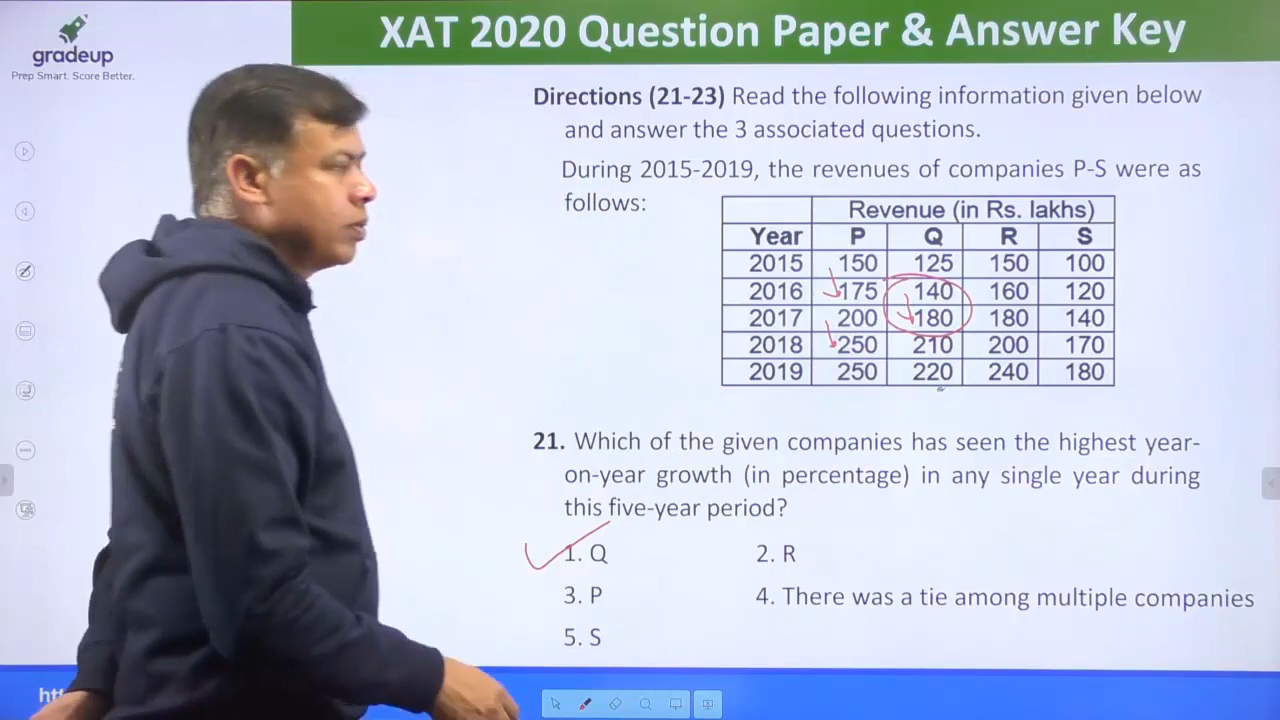 XAT 2020 Question Paper & Answer Key
gradeup
Prep Smart. Score Better.
Directions (21-23) Read the following information given below
and answer the 3 associated questions.
During 2015-2019, the revenues of companies P-S were as
follows:
Revenue (in Rs. lakhs)
Year P Q R S
2015 150 125 150 100
2016 175 140 160 120
2017 200 180 180 140
2018 250 210 200 170
2019 250 220 240 180
21. Which of the given companies has seen the highest year-
on-year growth (in percentage) in any single year during
this five-year period?
1. Q 2. R
3. P 4. There was a tie among multiple companies
5. S